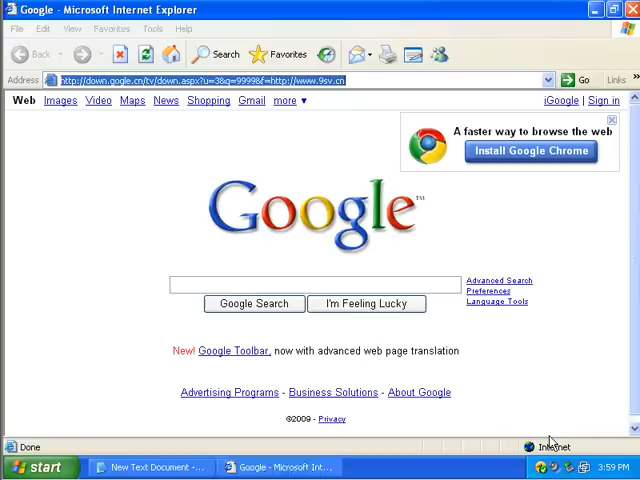 Google - Microsoft Internet Explorer
File Edit View Favorites Tools Help
Back Search Favorites
Address http://down.gogle.cn/tv/down.aspx?u=3&q=9999&f=http://www.9sv.cn Go Links »
Web Images Video Maps News Shopping Gmail more ▼ iGoogle | Sign in
A faster way to browse the web
Install Google Chrome
Google™
Advanced Search
Preferences
Language Tools
Google Search I'm Feeling Lucky
New! Google Toolbar, now with advanced web page translation
Advertising Programs - Business Solutions - About Google
©2009 - Privacy
Done Internet
start New Text Document -... Google - Microsoft Int... 3:59 PM